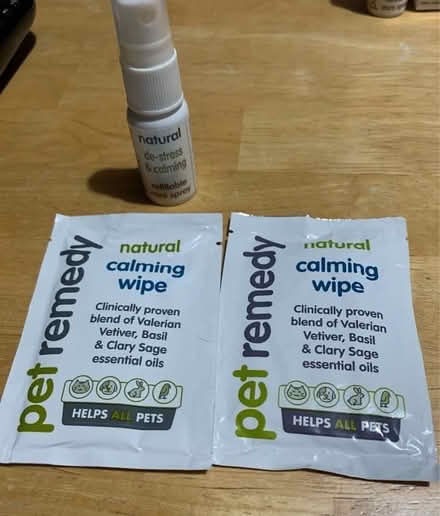 natural
de-stress
& calming
refillable
mini spray
pet remedy
natural
calming
wipe
Clinically proven
blend of Valerian
Vetiver, Basil
& Clary Sage
essential oils
HELPS ALL PETS
pet remedy
natural
calming
wipe
Clinically proven
blend of Valerian
Vetiver, Basil
& Clary Sage
essential oils
HELPS ALL PETS